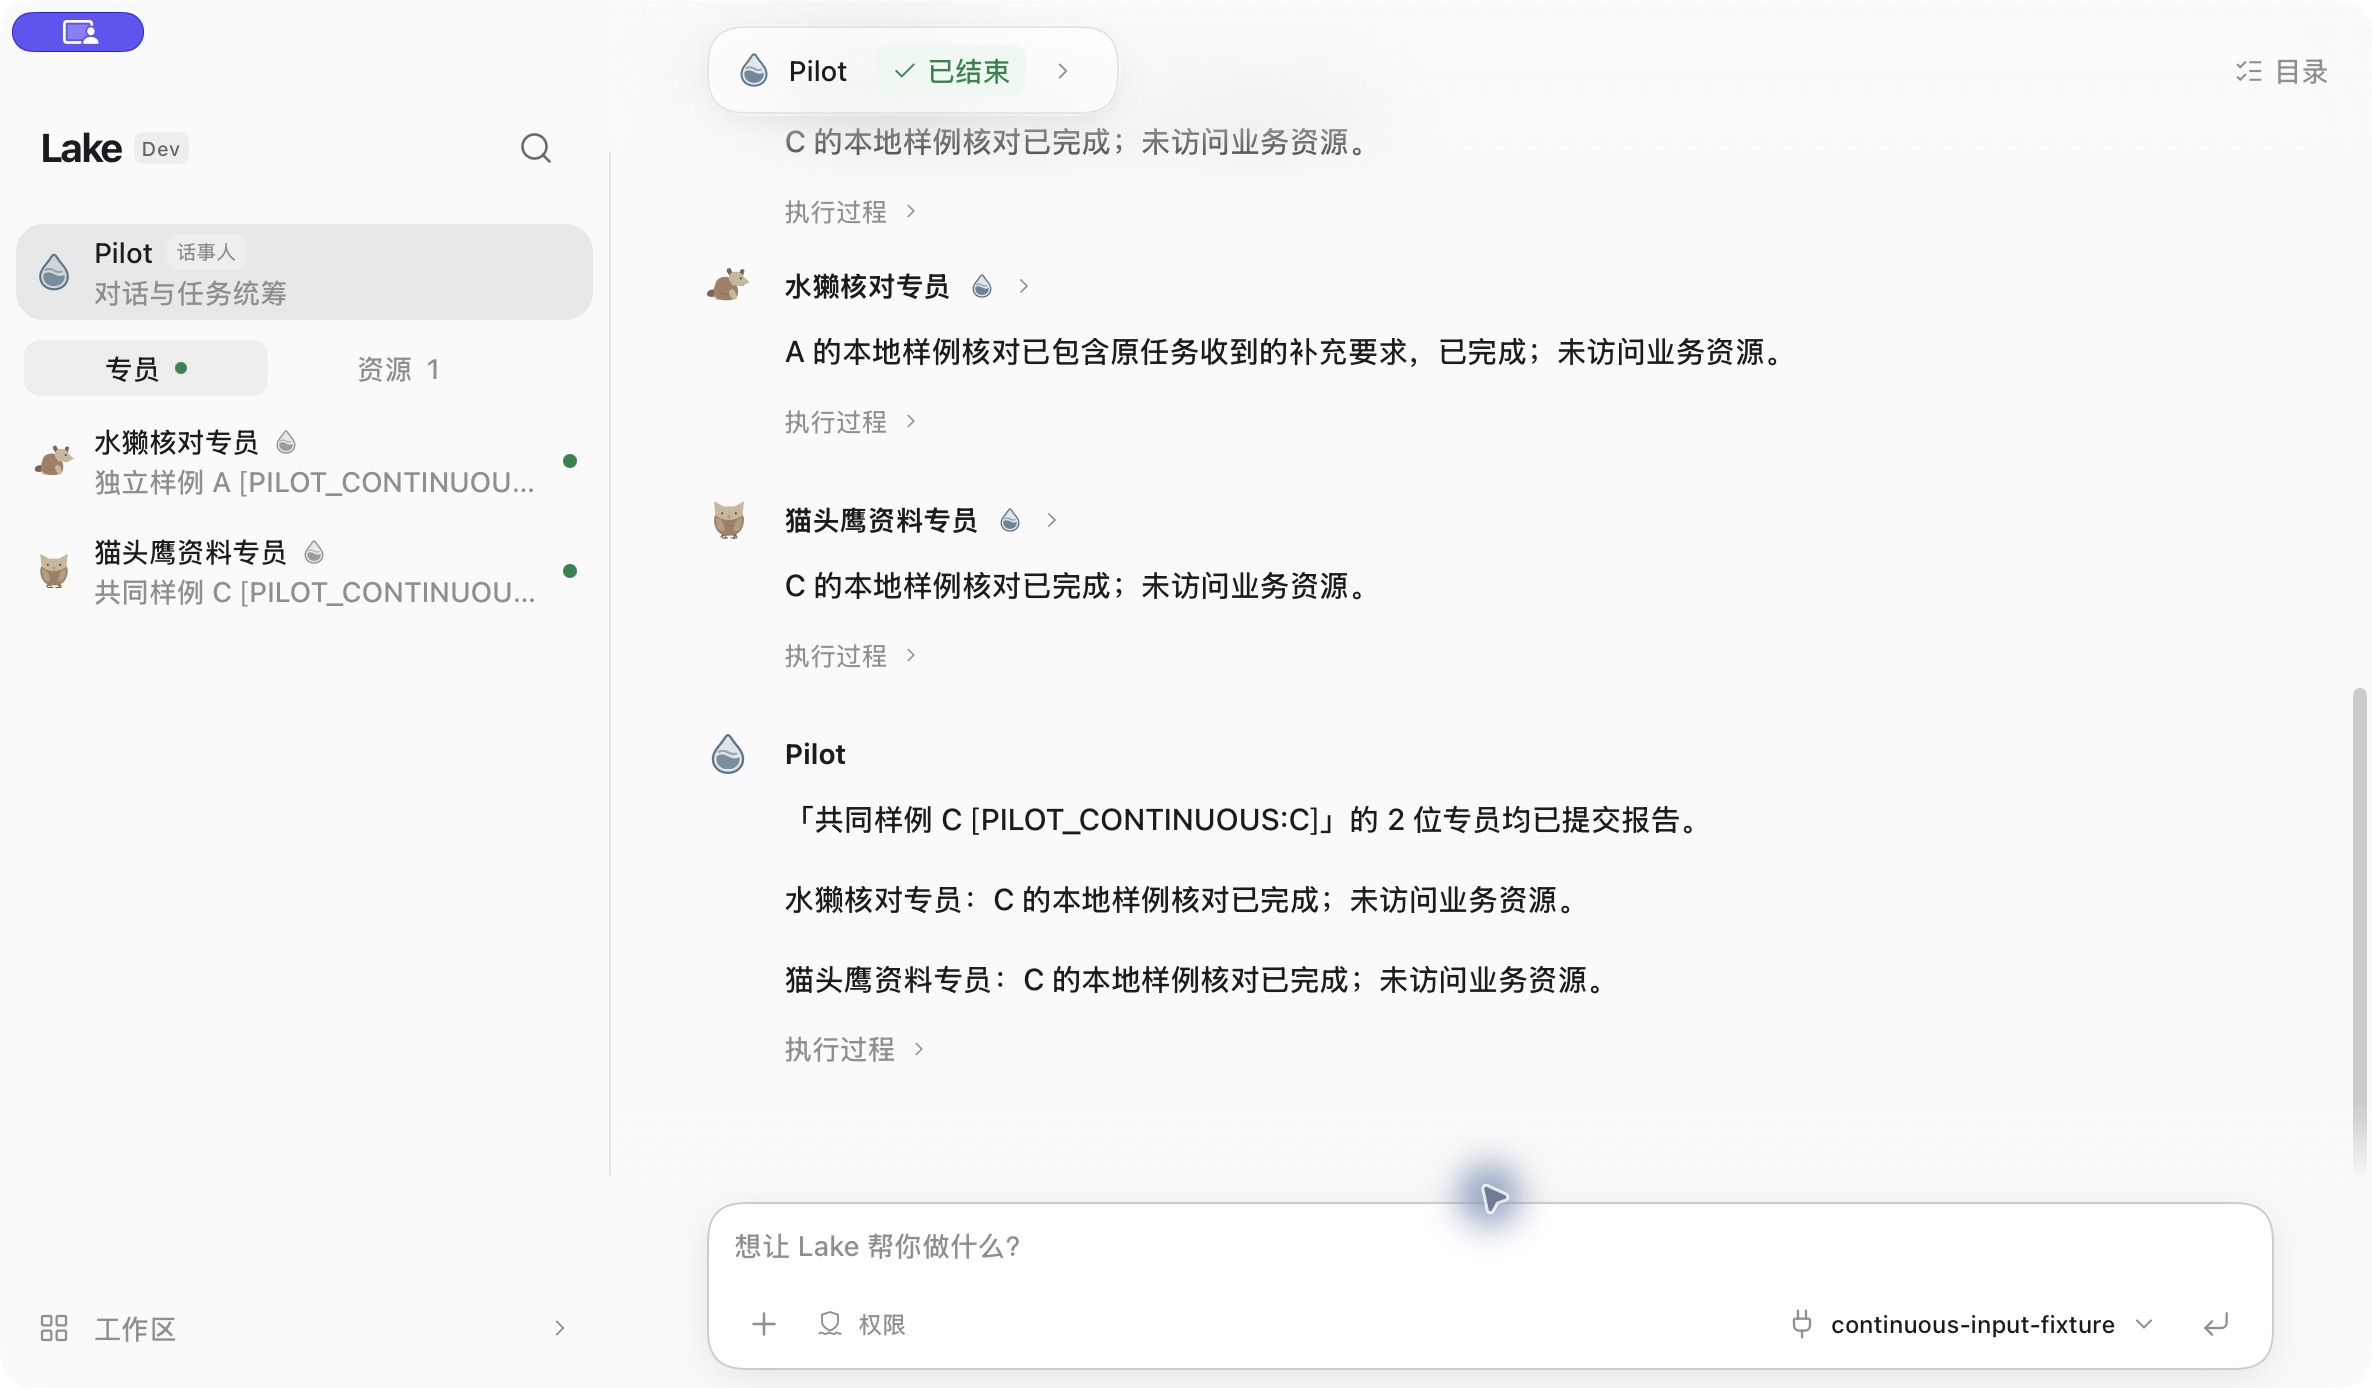 Lake Dev
Pilot 话事人
对话与任务统筹
专员
资源 1
水獭核对专员
独立样例 A [PILOT_CONTINUOU...
猫头鹰资料专员
共同样例 C [PILOT_CONTINUOU...
工作区
Pilot 已结束
目录
C 的本地样例核对已完成；未访问业务资源。
执行过程
水獭核对专员
A 的本地样例核对已包含原任务收到的补充要求，已完成；未访问业务资源。
执行过程
猫头鹰资料专员
C 的本地样例核对已完成；未访问业务资源。
执行过程
Pilot
「共同样例 C [PILOT_CONTINUOUS:C]」的 2 位专员均已提交报告。
水獭核对专员：C 的本地样例核对已完成；未访问业务资源。
猫头鹰资料专员：C 的本地样例核对已完成；未访问业务资源。
执行过程
想让 Lake 帮你做什么?
权限
continuous-input-fixture